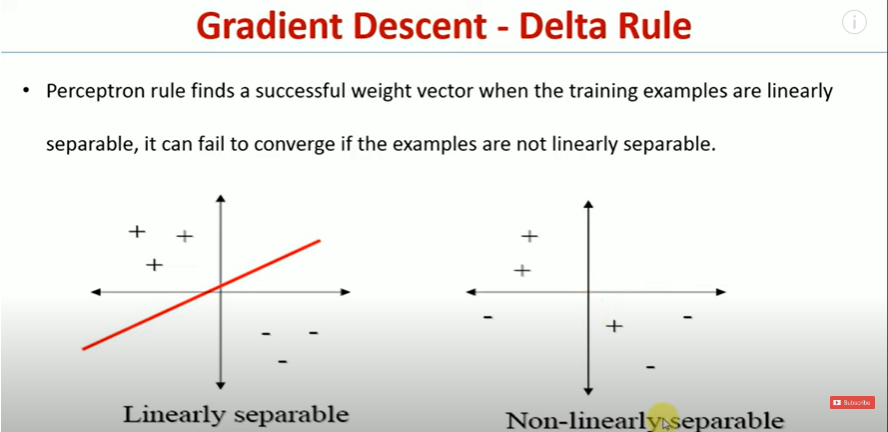 Gradient Descent - Delta Rule
i
• Perceptron rule finds a successful weight vector when the training examples are linearly
separable, it can fail to converge if the examples are not linearly separable.
+ +
+
- -
-
+
+
- + -
-
Linearly separable
Non-linearly separable
Subscribe